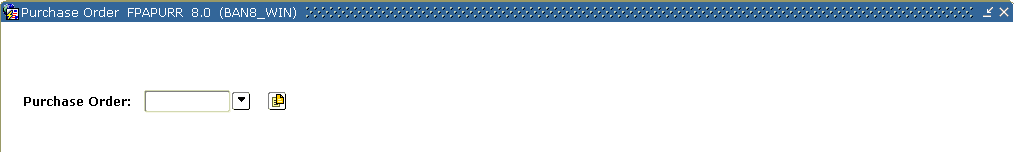 Purchase Order FPAPURR 8.0 (BAN8_WIN)
Purchase Order: